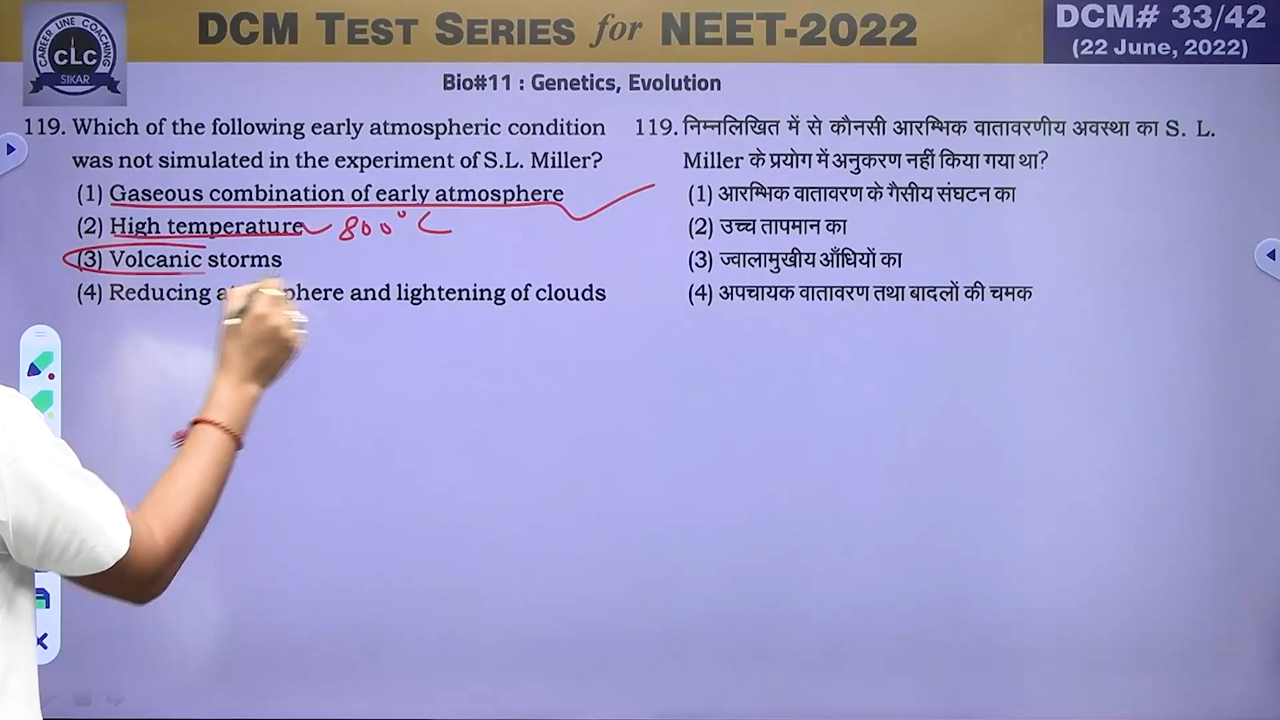 DCM TEST SERIES for NEET-2022
DCM# 33/42
(22 June, 2022)
CAREER LINE COACHING
CLC
SIKAR
Bio#11 : Genetics, Evolution
119. Which of the following early atmospheric condition
was not simulated in the experiment of S.L. Miller?
(1) Gaseous combination of early atmosphere
(2) High temperature 800°C
(3) Volcanic storms
(4) Reducing and lightening of clouds
119. निम्नलिखित में से कौनसी आरम्भिक वातावरणीय अवस्था का S. L.
Miller के प्रयोग में अनुकरण नहीं किया गया था?
(1) आरम्भिक वातावरण के गैसीय संघटन का
(2) उच्च तापमान का
(3) ज्वालामुखीय आँधियों का
(4) अपचायक वातावरण तथा बादलों की चमक